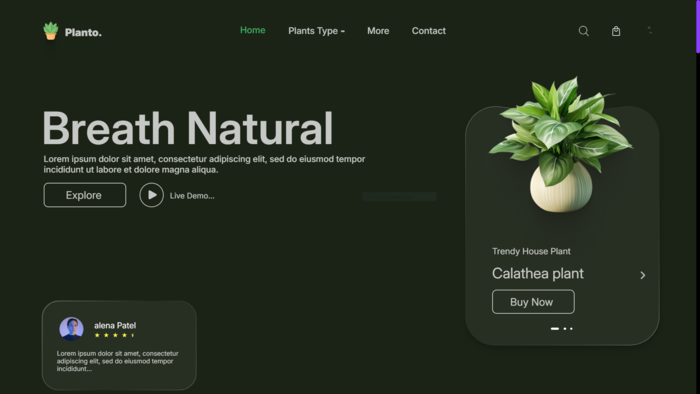 Planto.
Home
Plants Type
More
Contact
Breath Natural
Lorem ipsum dolor sit amet, consectetur adipiscing elit, sed do eiusmod tempor
incididunt ut labore et dolore magna aliqua.
Explore
Live Demo...
Trendy House Plant
Calathea plant
Buy Now
alena Patel
Lorem ipsum dolor sit amet, consectetur
adipiscing elit, sed do eiusmod tempor
incididunt...